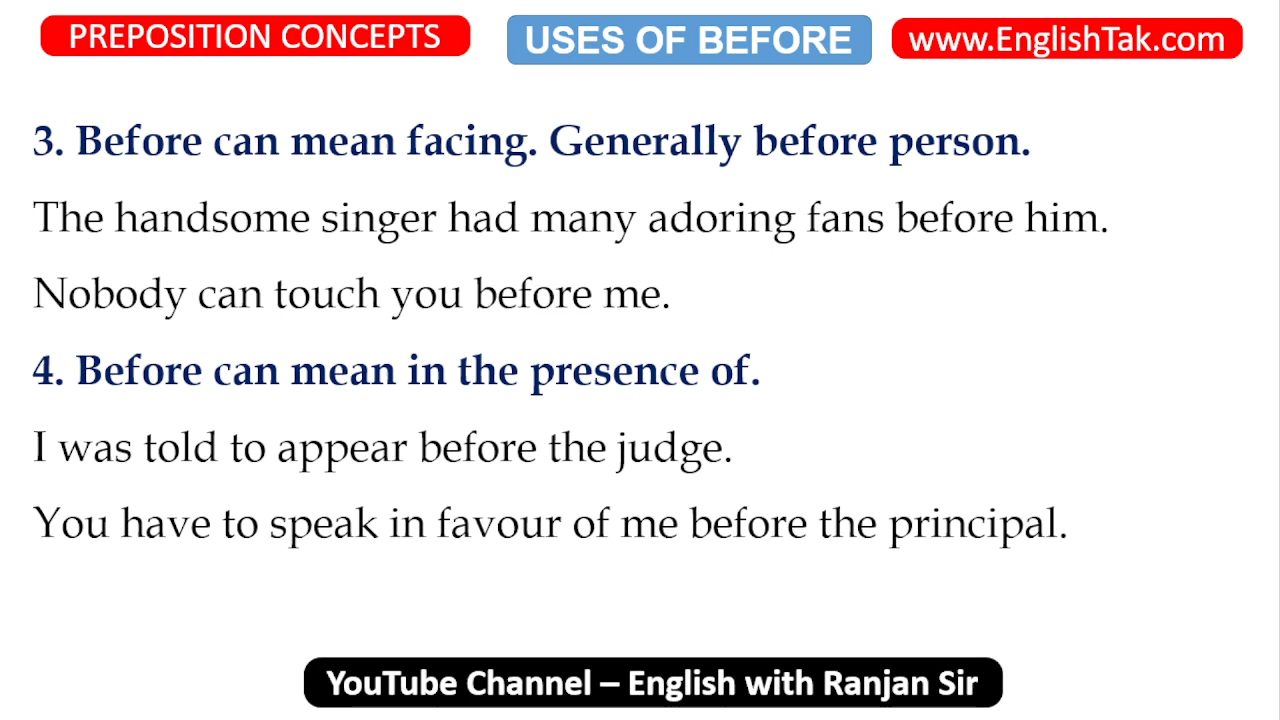 PREPOSITION CONCEPTS
USES OF BEFORE
www.EnglishTak.com
3. Before can mean facing. Generally before person.
The handsome singer had many adoring fans before him.
Nobody can touch you before me.
4. Before can mean in the presence of.
I was told to appear before the judge.
You have to speak in favour of me before the principal.
YouTube Channel – English with Ranjan Sir